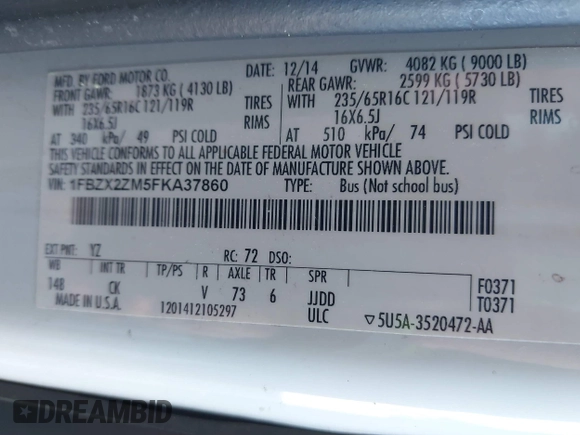 MFD. BY FORD MOTOR CO. DATE: 12/14 GVWR: 4082 KG ( 9000 LB)
FRONT GAWR: 1873 KG ( 4130 LB) REAR GAWR: 2599 KG ( 5730 LB)
WITH 235/65R16C 121/119R TIRES WITH 235/65R16C 121/119R TIRES
16X6.5J RIMS 16X6.5J RIMS
AT 340 kPa/ 49 PSI COLD AT 510 kPa/ 74 PSI COLD
THIS VEHICLE CONFORMS TO ALL APPLICABLE FEDERAL MOTOR VEHICLE
SAFETY STANDARDS IN EFFECT ON THE DATE OF MANUFACTURE SHOWN ABOVE.
VIN: 1FBZX2ZM5FKA37860 TYPE: Bus (Not school bus)
EXT PNT: YZ RC: 72 DSO:
WB INT TR TP/PS R AXLE TR SPR F0371
148 CK V 73 6 JJDD T0371
MADE IN U.S.A. 1201412105297 ULC ▽5U5A-3520472-AA
DREAMBID